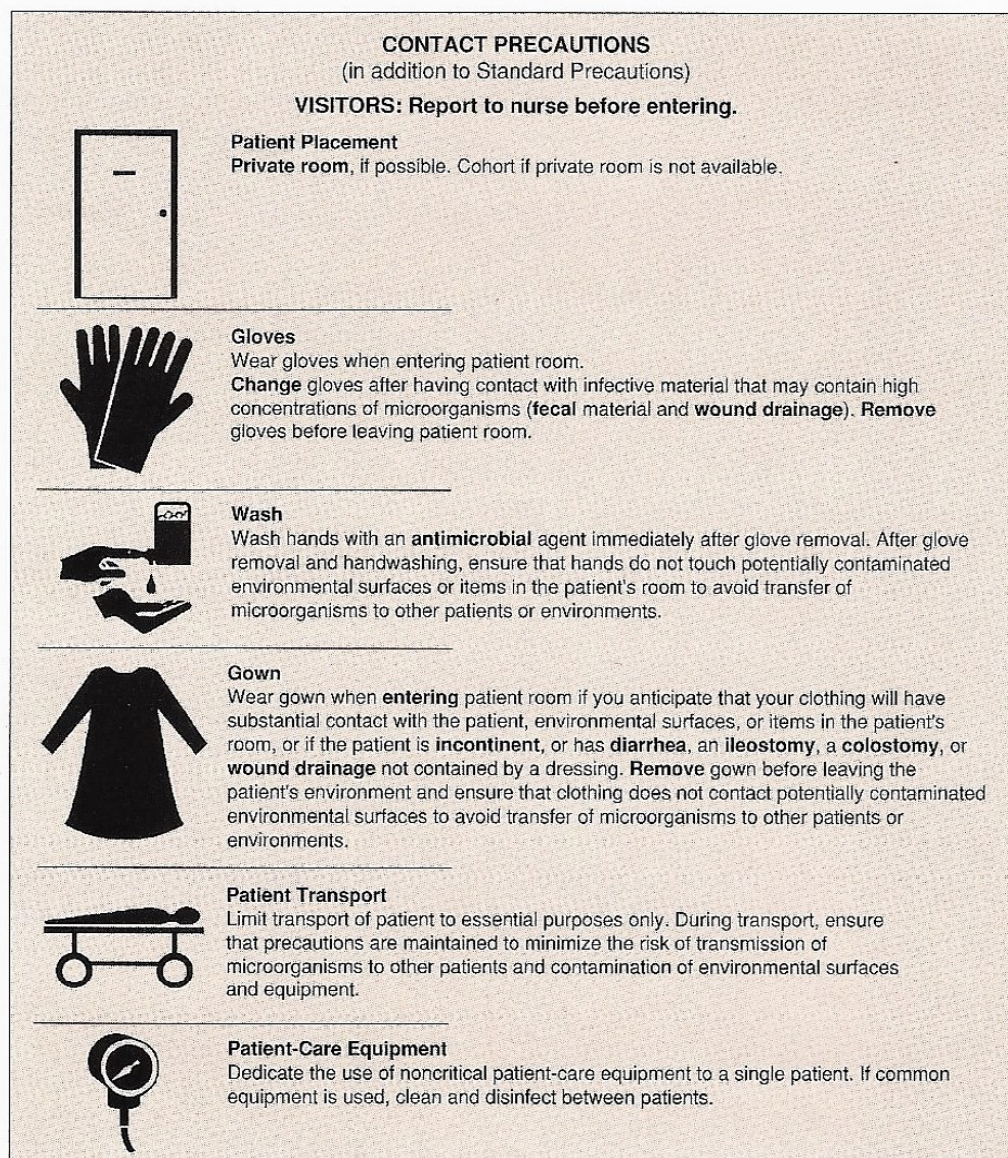 CONTACT PRECAUTIONS
(in addition to Standard Precautions)
VISITORS: Report to nurse before entering.
Patient Placement
Private room, if possible. Cohort if private room is not available.
Gloves
Wear gloves when entering patient room.
Change gloves after having contact with infective material that may contain high
concentrations of microorganisms (fecal material and wound drainage). Remove
gloves before leaving patient room.
Wash
Wash hands with an antimicrobial agent immediately after glove removal. After glove
removal and handwashing, ensure that hands do not touch potentially contaminated
environmental surfaces or items in the patient's room to avoid transfer of
microorganisms to other patients or environments.
Gown
Wear gown when entering patient room if you anticipate that your clothing will have
substantial contact with the patient, environmental surfaces, or items in the patient's
room, or if the patient is incontinent, or has diarrhea, an ileostomy, a colostomy, or
wound drainage not contained by a dressing. Remove gown before leaving the
patient's environment and ensure that clothing does not contact potentially contaminated
environmental surfaces to avoid transfer of microorganisms to other patients or
environments.
Patient Transport
Limit transport of patient to essential purposes only. During transport, ensure
that precautions are maintained to minimize the risk of transmission of
microorganisms to other patients and contamination of environmental surfaces
and equipment.
Patient-Care Equipment
Dedicate the use of noncritical patient-care equipment to a single patient. If common
equipment is used, clean and disinfect between patients.